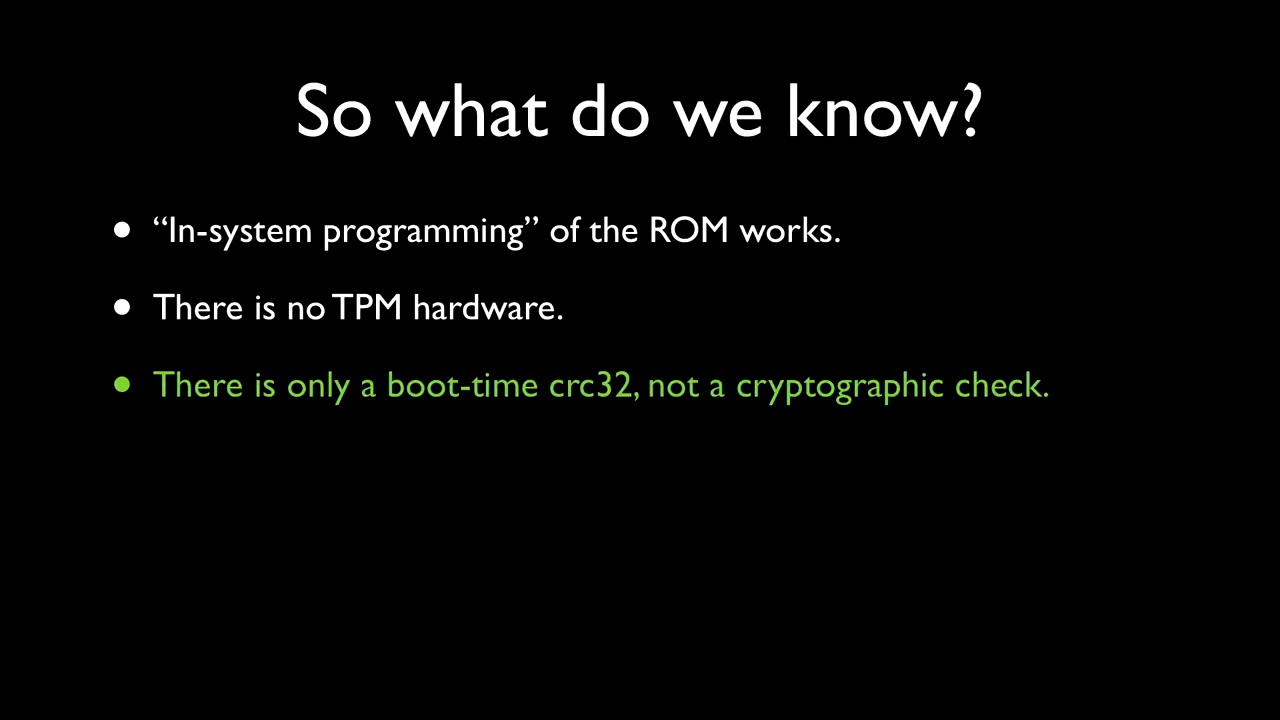 So what do we know?
• “In-system programming” of the ROM works.
• There is no TPM hardware.
• There is only a boot-time crc32, not a cryptographic check.